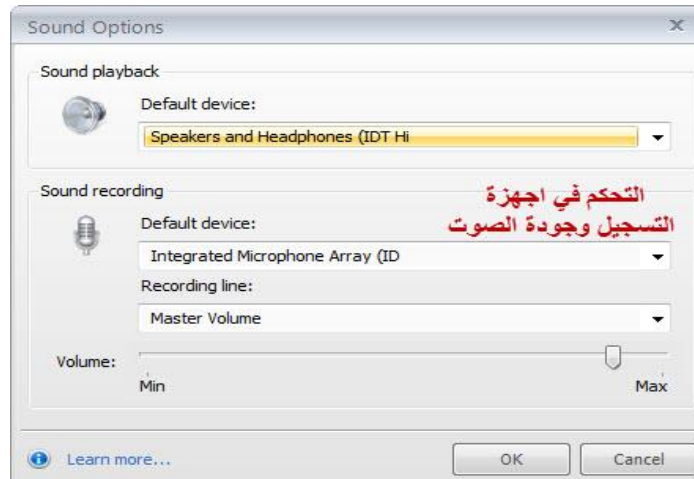 Sound Options
Sound playback
Default device:
Speakers and Headphones (IDT Hi
Sound recording
التحكم في اجهزة
التسجيل وجودة الصوت
Default device:
Integrated Microphone Array (ID
Recording line:
Master Volume
Volume:
Min
Max
Learn more...
OK
Cancel